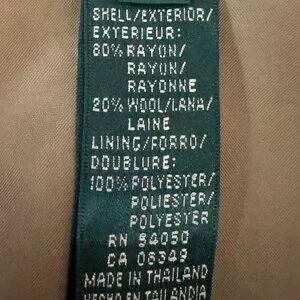 SHELL/EXTERIOR/
EXTERIEUR:
80% RAYON/
RAYON/
RAYONNE
20% WOOL/LANA/
LAINE
LINING/FORRO/
DOUBLURE:
100% POLYESTER/
POLIESTER/
POLYESTER
RN 54050
CA 08349
MADE IN THAILAND
HECHO EN TAILANDIA